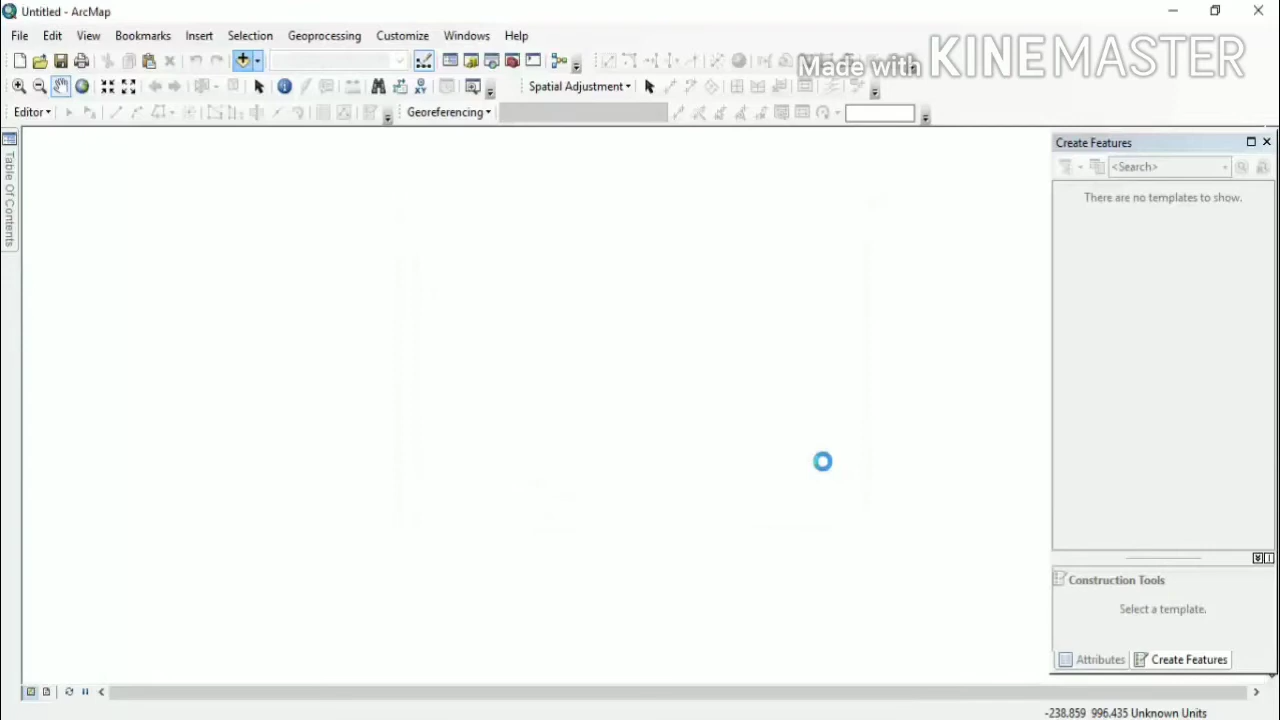 Untitled - ArcMap
File Edit View Bookmarks Insert Selection Geoprocessing Customize Windows Help
Made with KINEMASTER
Spatial Adjustment
Editor Georeferencing
Create Features
Table Of Contents
<Search>
There are no templates to show.
Construction Tools
Select a template.
Attributes Create Features
-238.859 996.435 Unknown Units